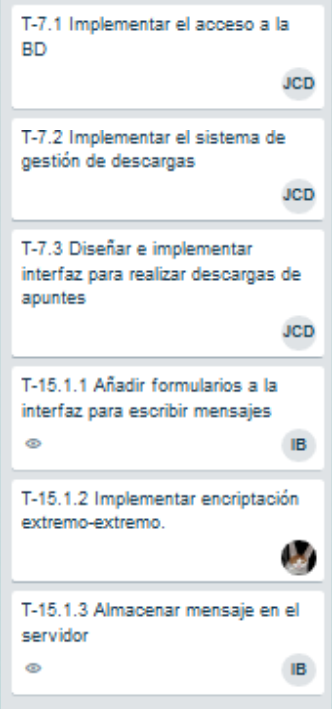 T-7.1 Implementar el acceso a la
BD
JCD
T-7.2 Implementar el sistema de
gestión de descargas
JCD
T-7.3 Diseñar e implementar
interfaz para realizar descargas de
apuntes
JCD
T-15.1.1 Añadir formularios a la
interfaz para escribir mensajes
IB
T-15.1.2 Implementar encriptación
extremo-extremo.
T-15.1.3 Almacenar mensaje en el
servidor
IB